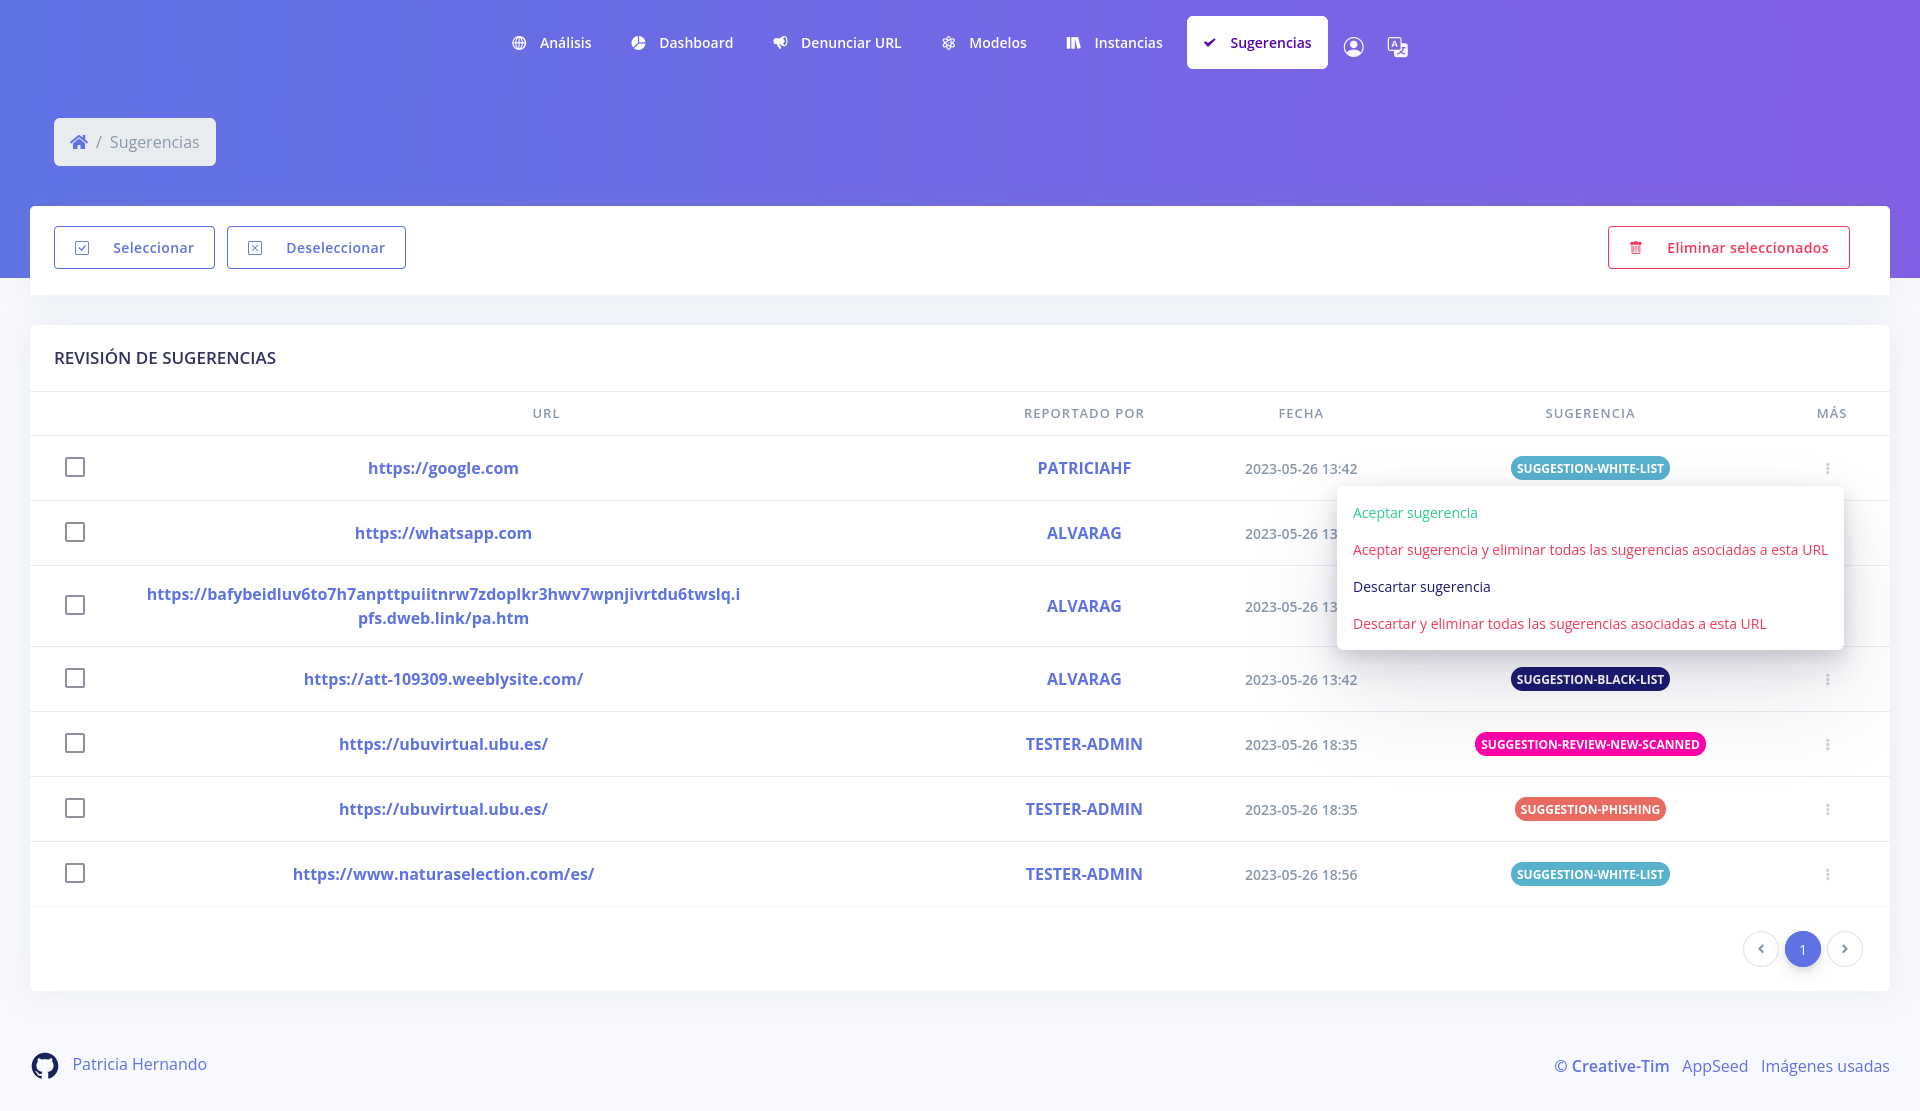 Análisis
Dashboard
Denunciar URL
Modelos
Instancias
Sugerencias
/ Sugerencias
Seleccionar
Deseleccionar
Eliminar seleccionados
REVISIÓN DE SUGERENCIAS
URL REPORTADO POR FECHA SUGERENCIA MÁS
https://google.com PATRICIAHF 2023-05-26 13:42 SUGGESTION-WHITE-LIST
Aceptar sugerencia
Aceptar sugerencia y eliminar todas las sugerencias asociadas a esta URL
Descartar sugerencia
Descartar y eliminar todas las sugerencias asociadas a esta URL
https://whatsapp.com ALVARAG 2023-05-26 13
https://bafybeidluv6to7h7anpttpuiitnrw7zdoplkr3hwv7wpnjivrtdu6twslq.i
pfs.dweb.link/pa.htm
ALVARAG 2023-05-26 13
https://att-109309.weeblysite.com/ ALVARAG 2023-05-26 13:42 SUGGESTION-BLACK-LIST
https://ubuvirtual.ubu.es/ TESTER-ADMIN 2023-05-26 18:35 SUGGESTION-REVIEW-NEW-SCANNED
https://ubuvirtual.ubu.es/ TESTER-ADMIN 2023-05-26 18:35 SUGGESTION-PHISHING
https://www.naturaselection.com/es/ TESTER-ADMIN 2023-05-26 18:56 SUGGESTION-WHITE-LIST
1
Patricia Hernando
© Creative-Tim AppSeed Imágenes usadas